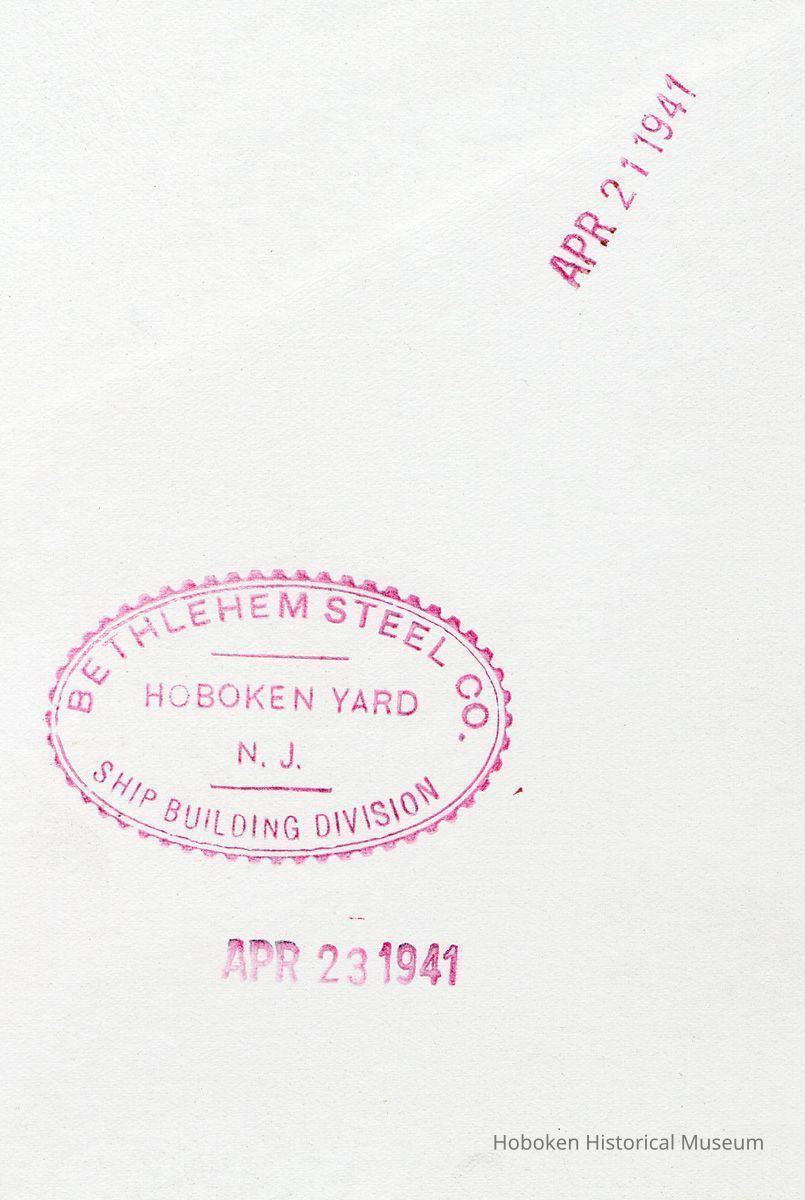 APR 21 1941
BETHLEHEM STEEL CO.
HOBOKEN YARD
N. J.
SHIP BUILDING DIVISION
APR 23 1941
Hoboken Historical Museum